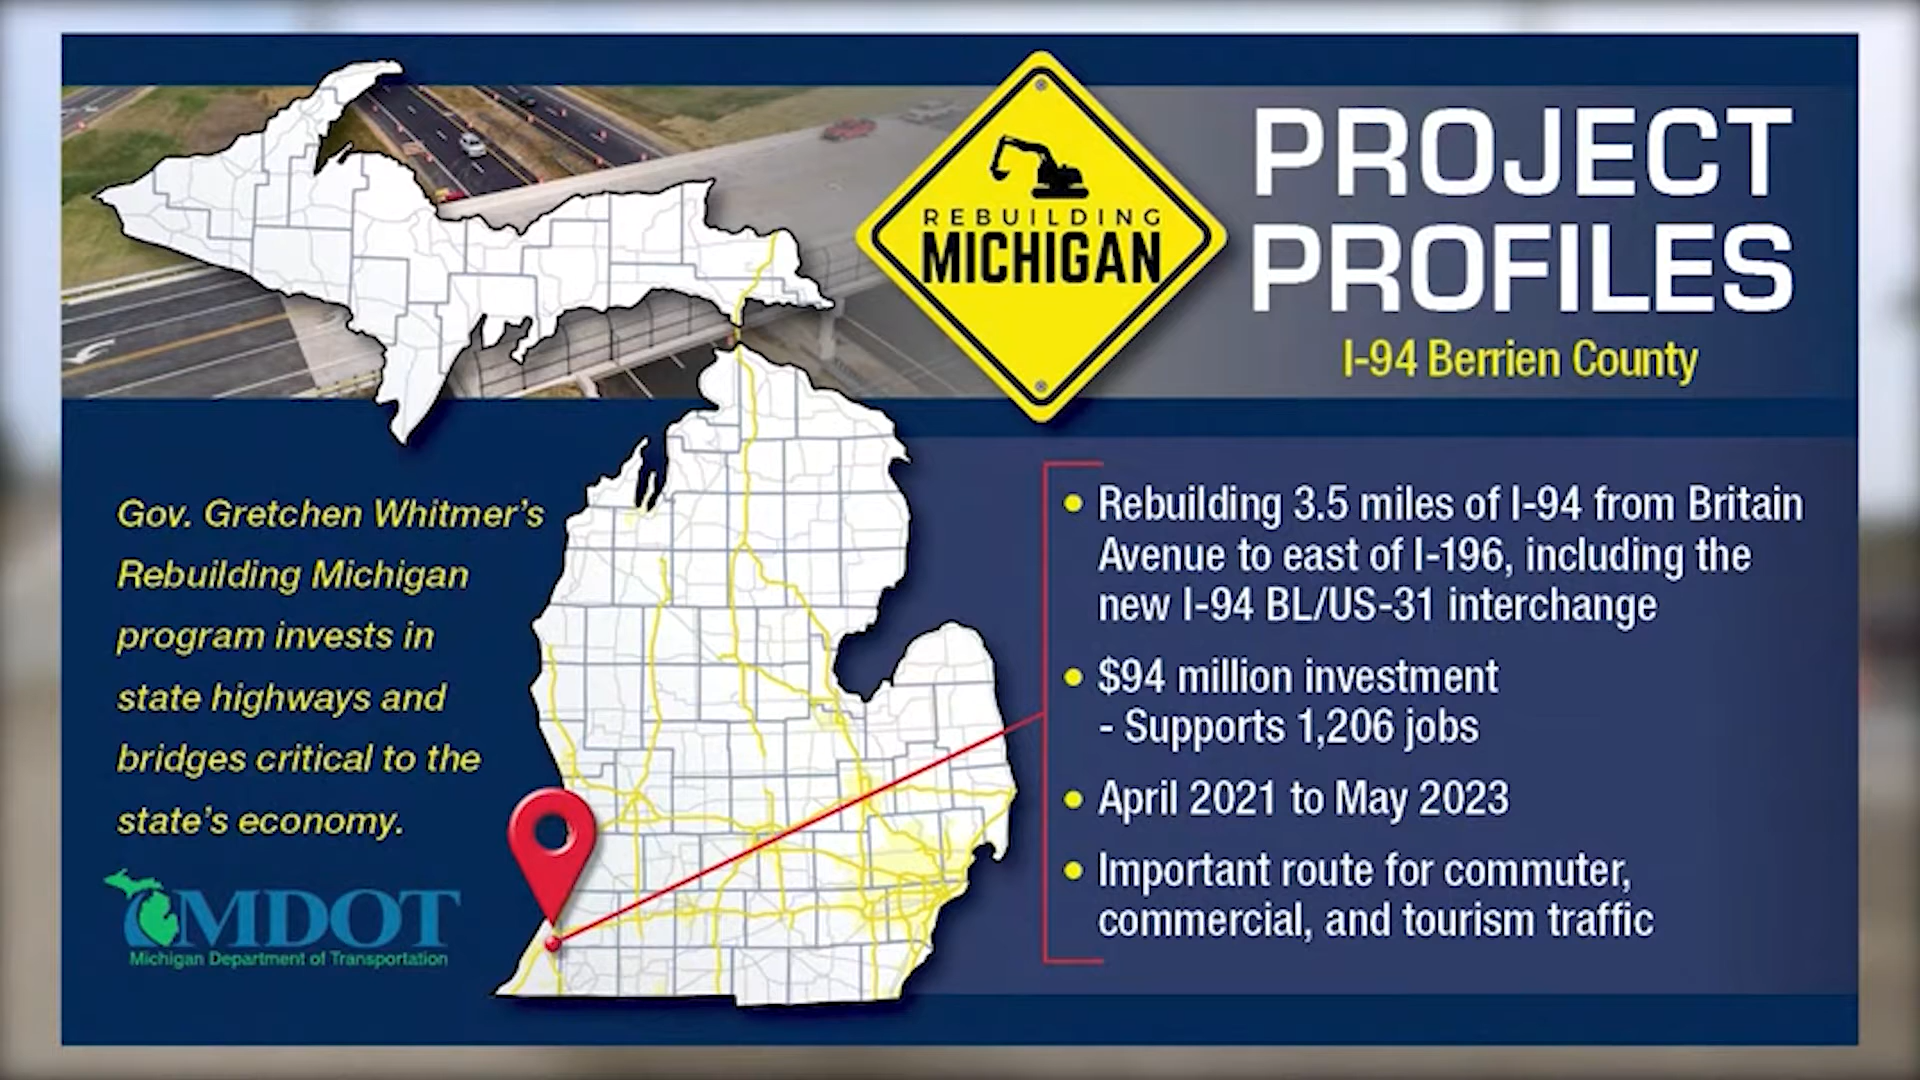 REBUILDING
MICHIGAN
PROJECT
PROFILES
I-94 Berrien County
Gov. Gretchen Whitmer's
Rebuilding Michigan
program invests in
state highways and
bridges critical to the
state's economy.
MDOT
Michigan Department of Transportation
• Rebuilding 3.5 miles of I-94 from Britain
Avenue to east of I-196, including the
new I-94 BL/US-31 interchange
• $94 million investment
- Supports 1,206 jobs
• April 2021 to May 2023
• Important route for commuter,
commercial, and tourism traffic